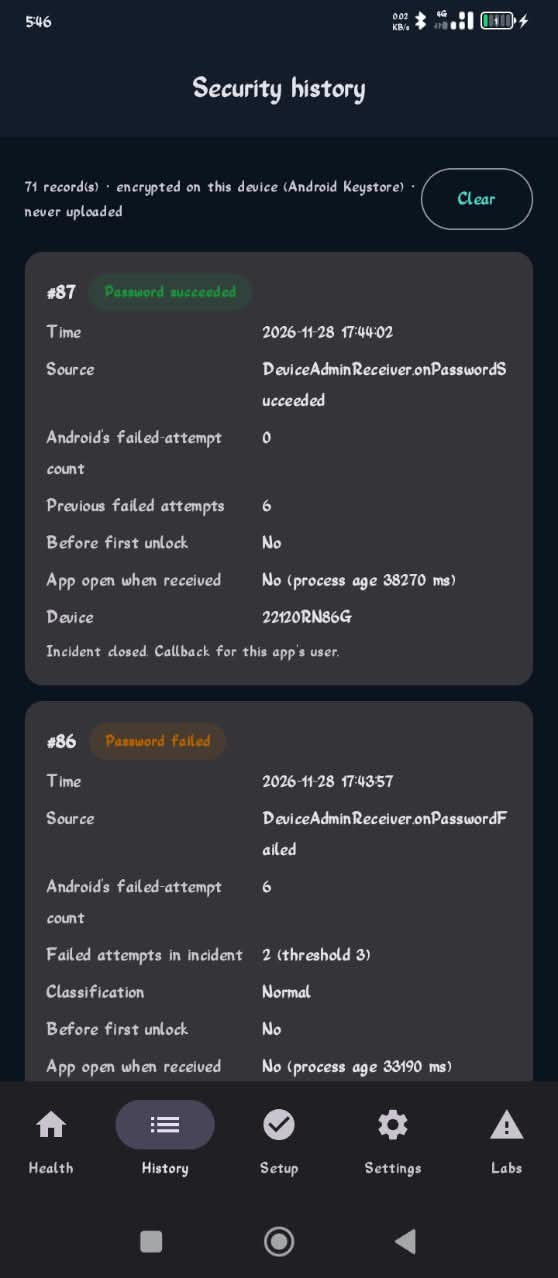 5:46
0.02
KB/s
4G
Security history
71 record(s) · encrypted on this device (Android Keystore) ·
never uploaded
Clear
#87 Password succeeded
Time 2026-11-28 17:44:02
Source DeviceAdminReceiver.onPasswordS
ucceeded
Android's failed-attempt 0
count
Previous failed attempts 6
Before first unlock No
App open when received No (process age 38270 ms)
Device 22120RN86G
Incident closed. Callback for this app's user.
#86 Password failed
Time 2026-11-28 17:43:57
Source DeviceAdminReceiver.onPasswordF
ailed
Android's failed-attempt 6
count
Failed attempts in incident 2 (threshold 3)
Classification Normal
Before first unlock No
App open when received No (process age 33190 ms)
Health History Setup Settings Labs